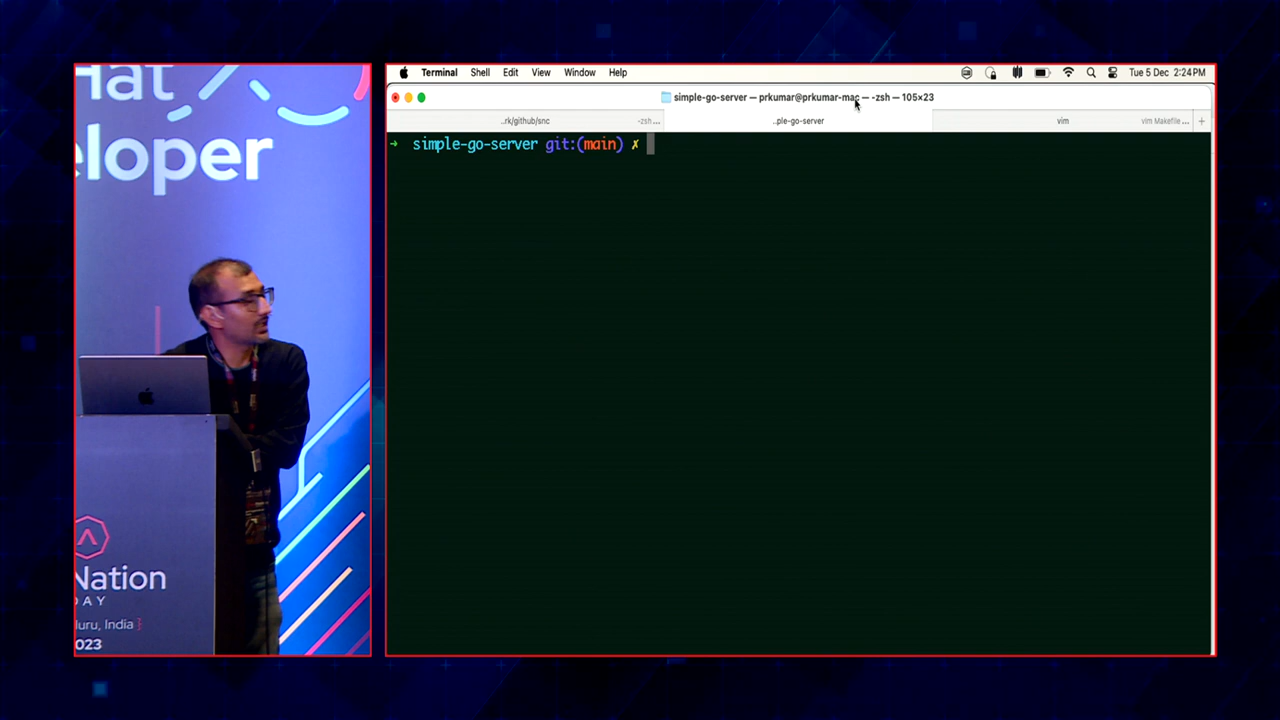 Hat
eloper
Nation
DAY
luru, India
023
Terminal Shell Edit View Window Help Tue 5 Dec 2:24 PM
simple-go-server — prkumar@prkumar-mac — -zsh — 105×23
..rk/github/snc -zsh ... ..ple-go-server vim vim Makefile ... +
→ simple-go-server git:(main) ✗